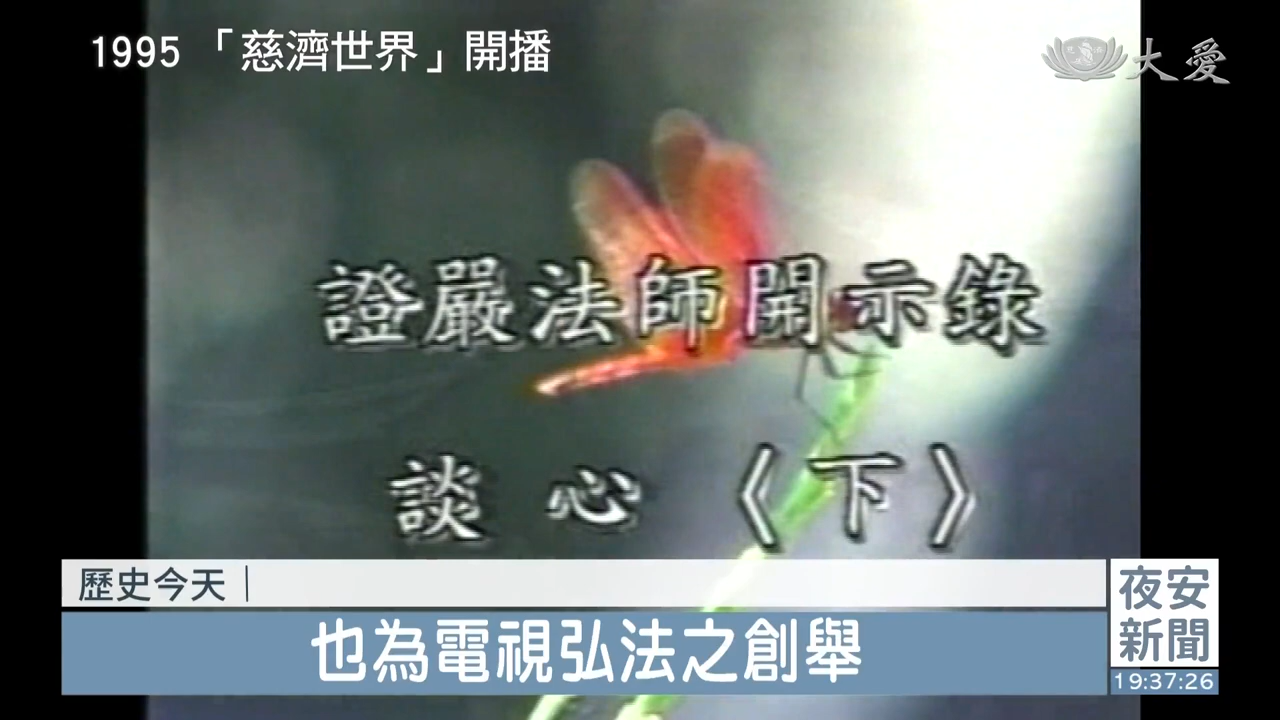 1995 「慈濟世界」開播
大愛
證嚴法師開示錄
談心《下》
歷史今天
夜安
新聞
也為電視弘法之創舉
19:37:26